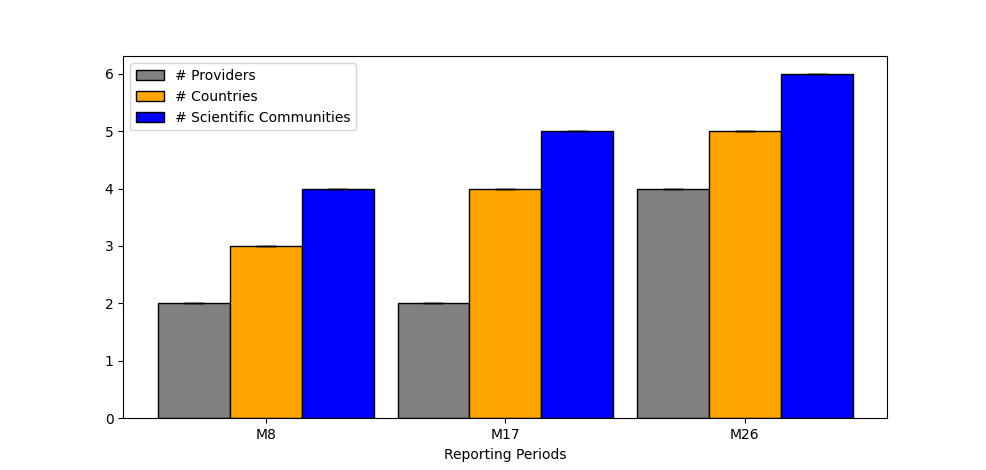 # Providers
# Countries
# Scientific Communities
6
5
4
3
2
1
0
M8 M17 M26
Reporting Periods